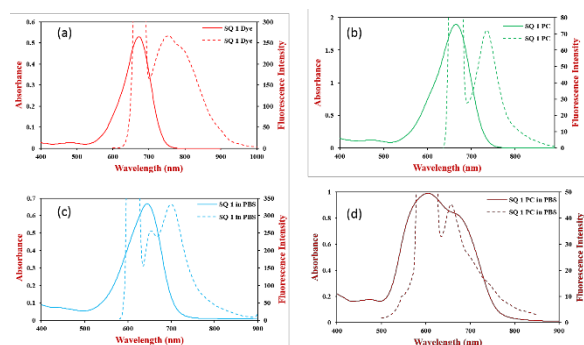 (a)
SQ 1 Dye
SQ 1 Dye
Absorbance
Fluorescence Intensity
0.6
0.5
0.4
0.3
0.2
0.1
0
300
250
200
150
100
50
0
400 500 600 700 800 900 1000
Wavelength (nm)
(b)
SQ 1 PC
SQ 1 PC
Absorbance
Fluorescence Intensity
2
1.5
1
0.5
0
80
70
60
50
40
30
20
10
0
400 500 600 700 800
Wavelength (nm)
(c)
SQ 1 in PBS
SQ 1 in PBS
Absorbance
Fluorescence Intensity
0.7
0.6
0.5
0.4
0.3
0.2
0.1
0
350
300
250
200
150
100
50
0
400 500 600 700 800 900
Wavelength (nm)
(d)
SQ 1 PC in PBS
SQ 1 PC in PBS
Absorbance
Fluorescence Intensity
1
0.8
0.6
0.4
0.2
0
50
40
30
20
10
0
400 500 600 700 800 900
Wavelength (nm)